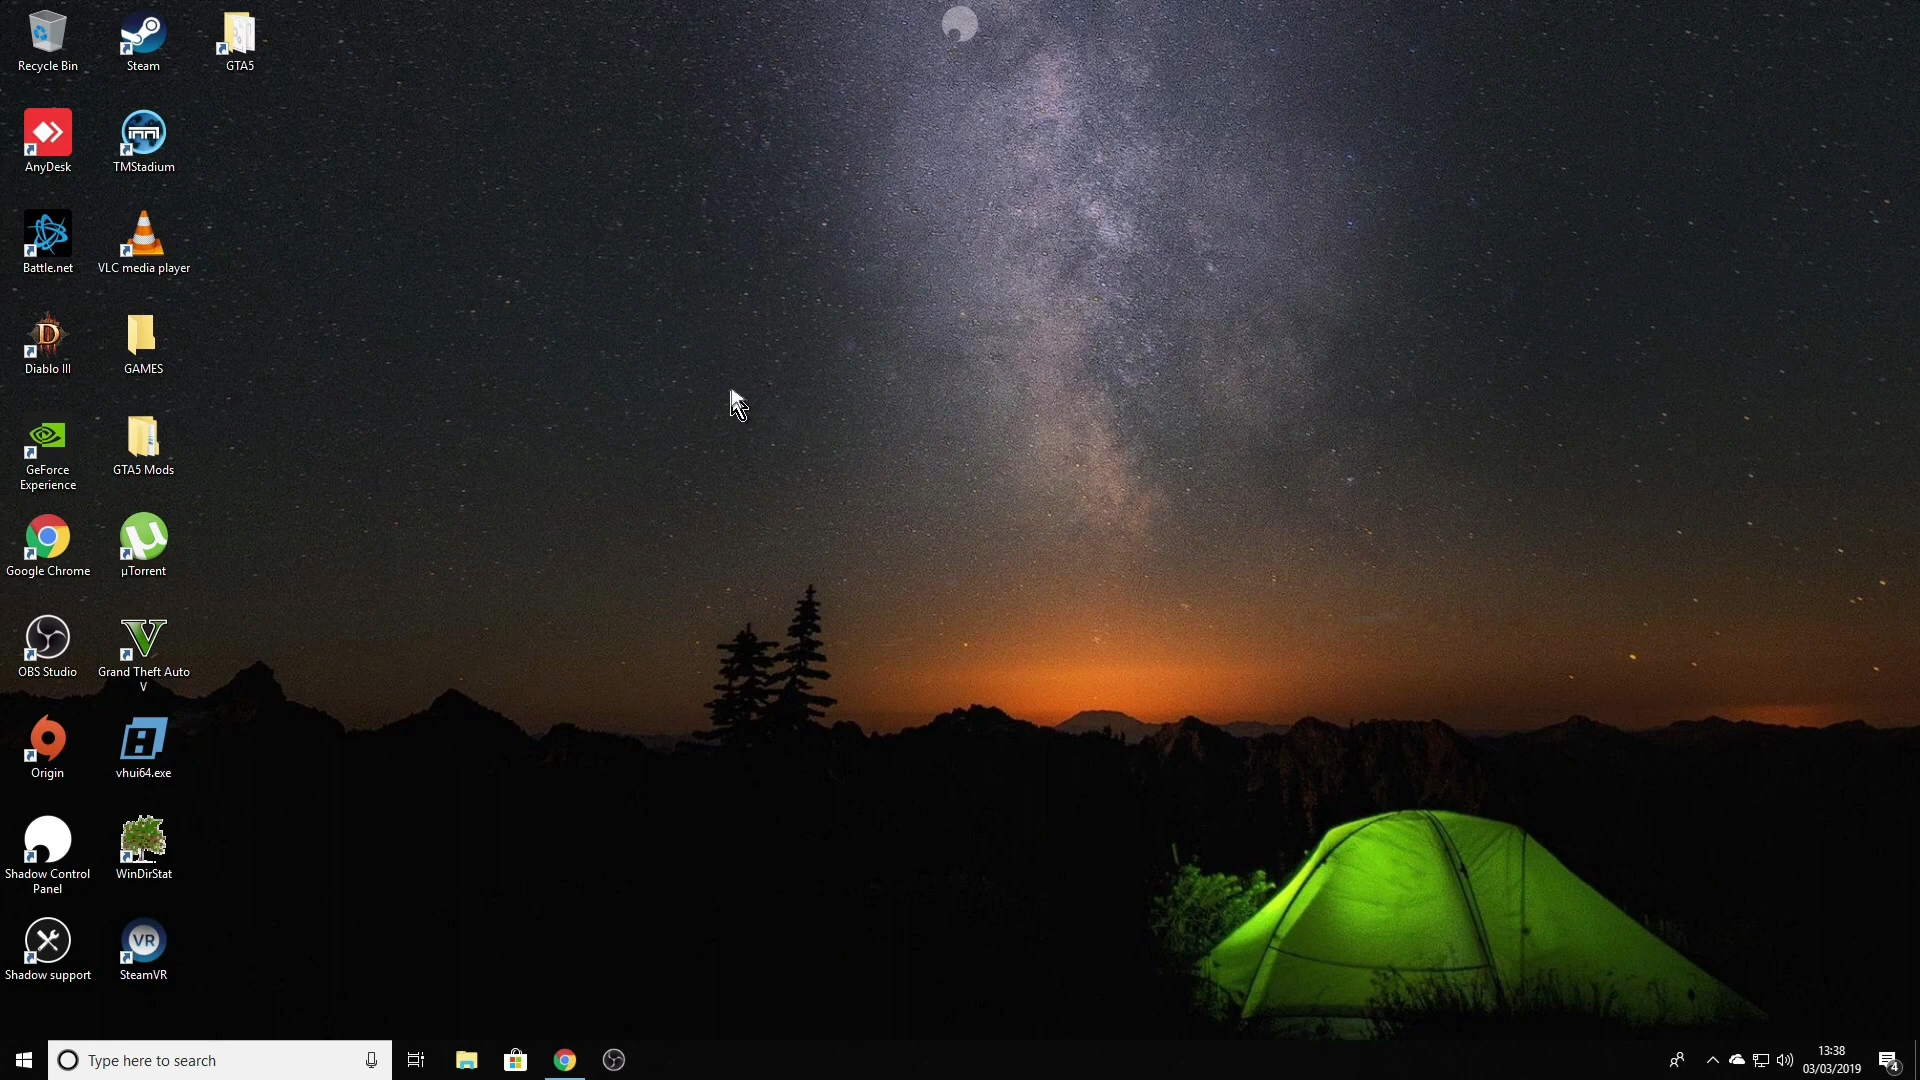 Recycle Bin
Steam
GTA5
AnyDesk
TMStadium
Battle.net
VLC media player
Diablo III
GAMES
GeForce
Experience
GTA5 Mods
Google Chrome
µTorrent
OBS Studio
Grand Theft Auto
V
Origin
vhui64.exe
Shadow Control
Panel
WinDirStat
Shadow support
VR
SteamVR
Type here to search
13:38
03/03/2019
4